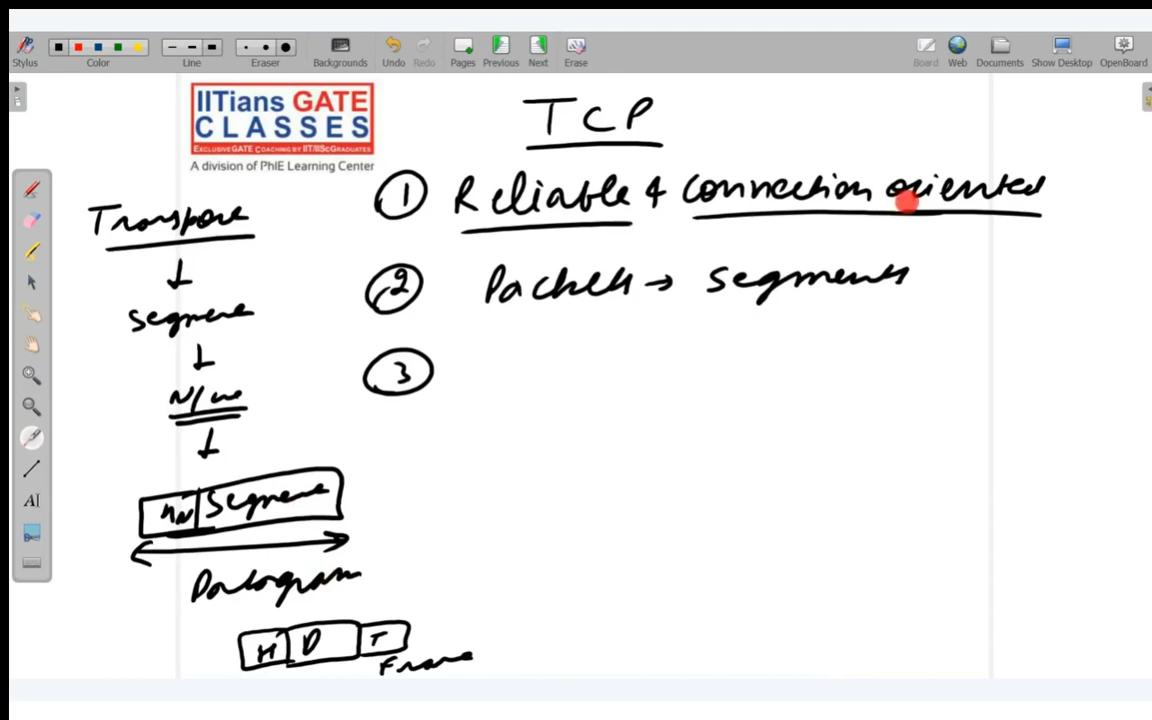 Stylus Color Line Eraser Backgrounds Undo Redo Pages Previous Next Erase Board Web Documents Show Desktop OpenBoard
IITians GATE
CLASSES
EXCLUSIVE GATE COACHING BY IIT/IISc GRADUATES
A division of PhIE Learning Center
TCP
① Reliable & connection oriented
② Packets → segments
③
Transport
↓
Segment
↓
N/w
↓
HN Segment
Datagram
H D T
Frame
AI